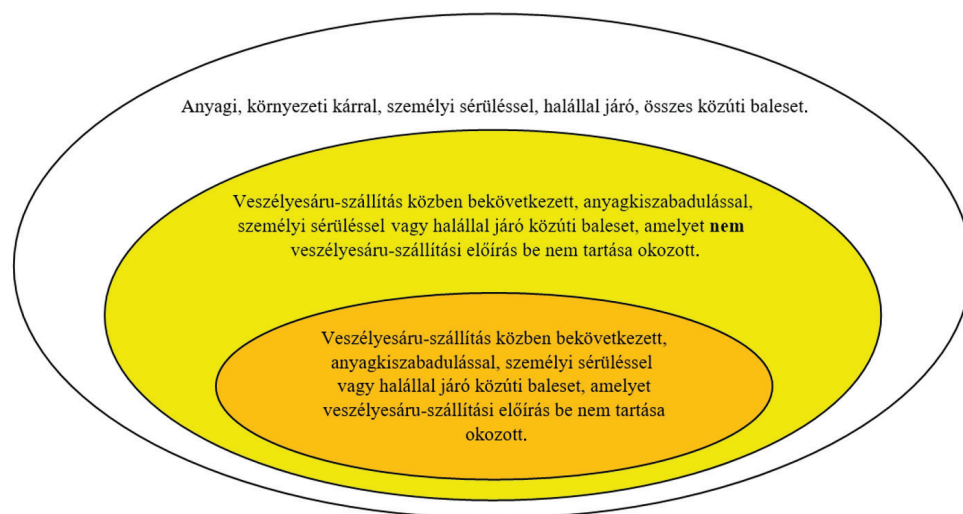 Anyagi, környezeti kárral, személyi sérüléssel, halállal járó, összes közúti baleset.
Veszélyesáru-szállítás közben bekövetkezett, anyagkiszabadulással,
személyi sérüléssel vagy halállal járó közúti baleset, amelyet nem
veszélyesáru-szállítási előírás be nem tartása okozott.
Veszélyesáru-szállítás közben bekövetkezett,
anyagkiszabadulással, személyi sérüléssel
vagy halállal járó közúti baleset, amelyet
veszélyesáru-szállítási előírás be nem tartása
okozott.